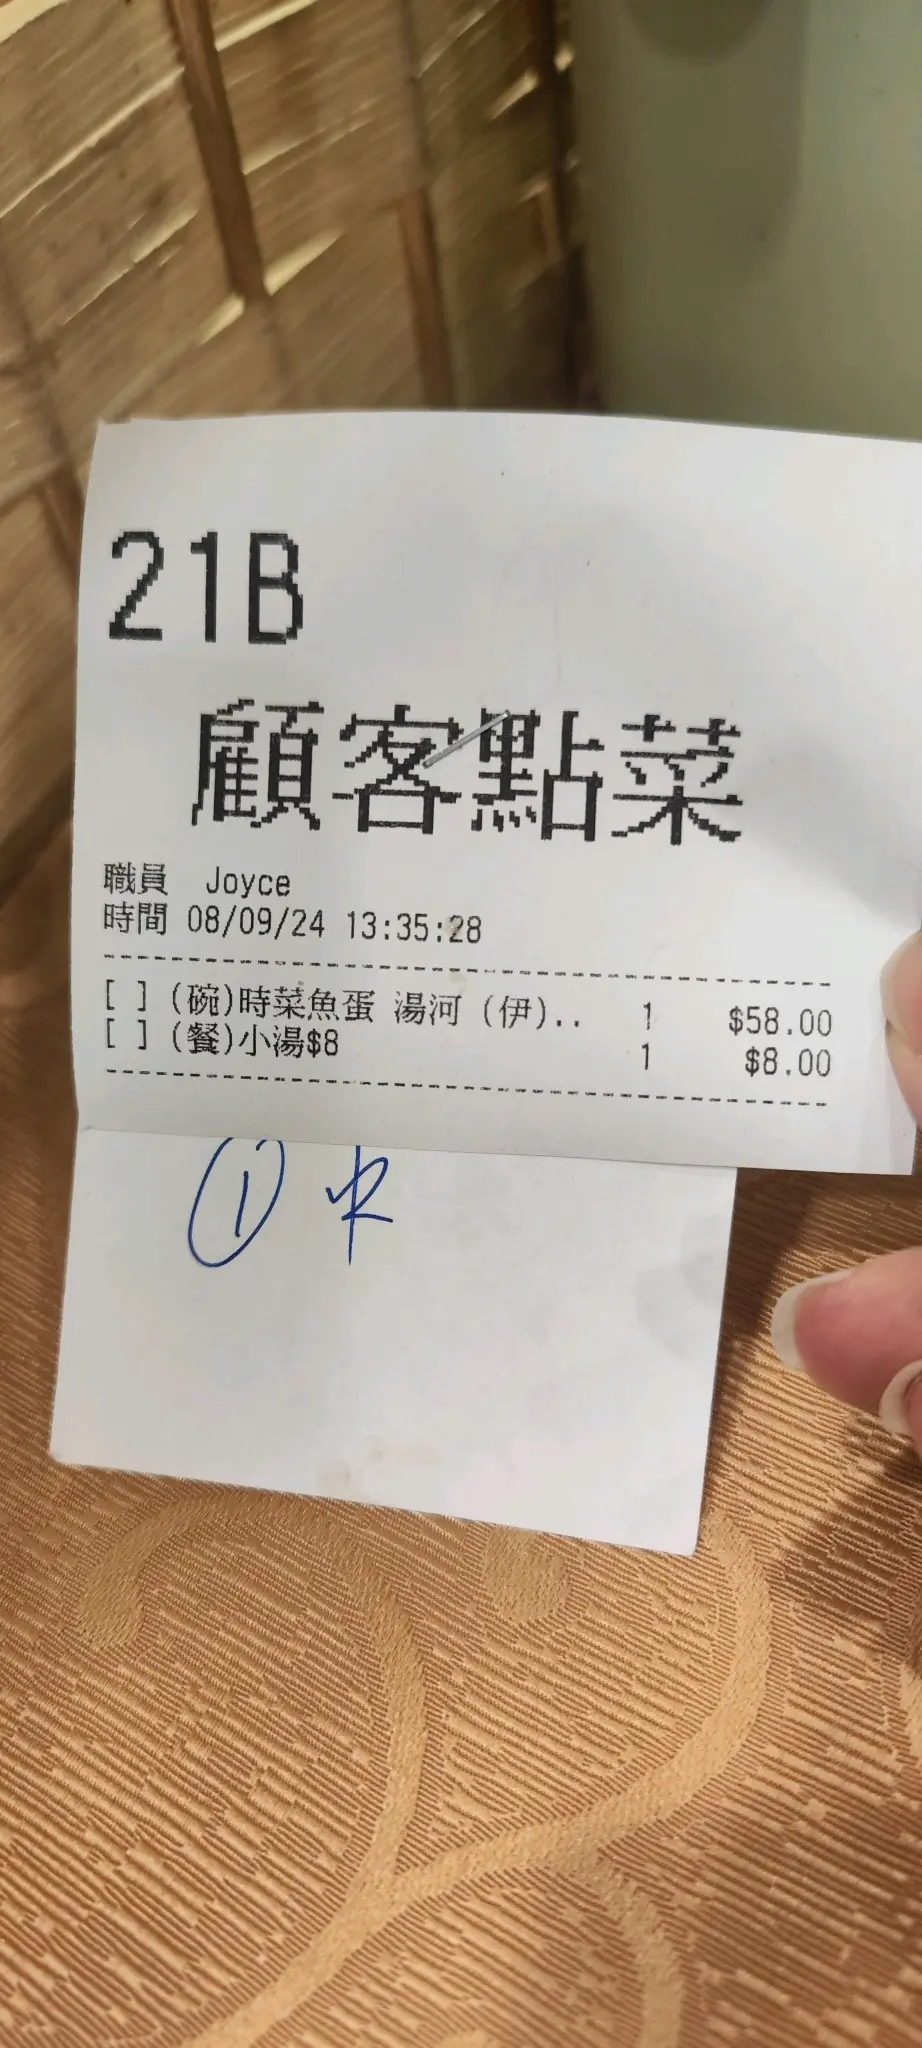 21B
顧客點菜
職員 Joyce
時間 08/09/24 13:35:28
[ ] (碗)時菜魚蛋 湯河 (伊).. 1 $58.00
[ ] (餐)小湯$8 1 $8.00
①